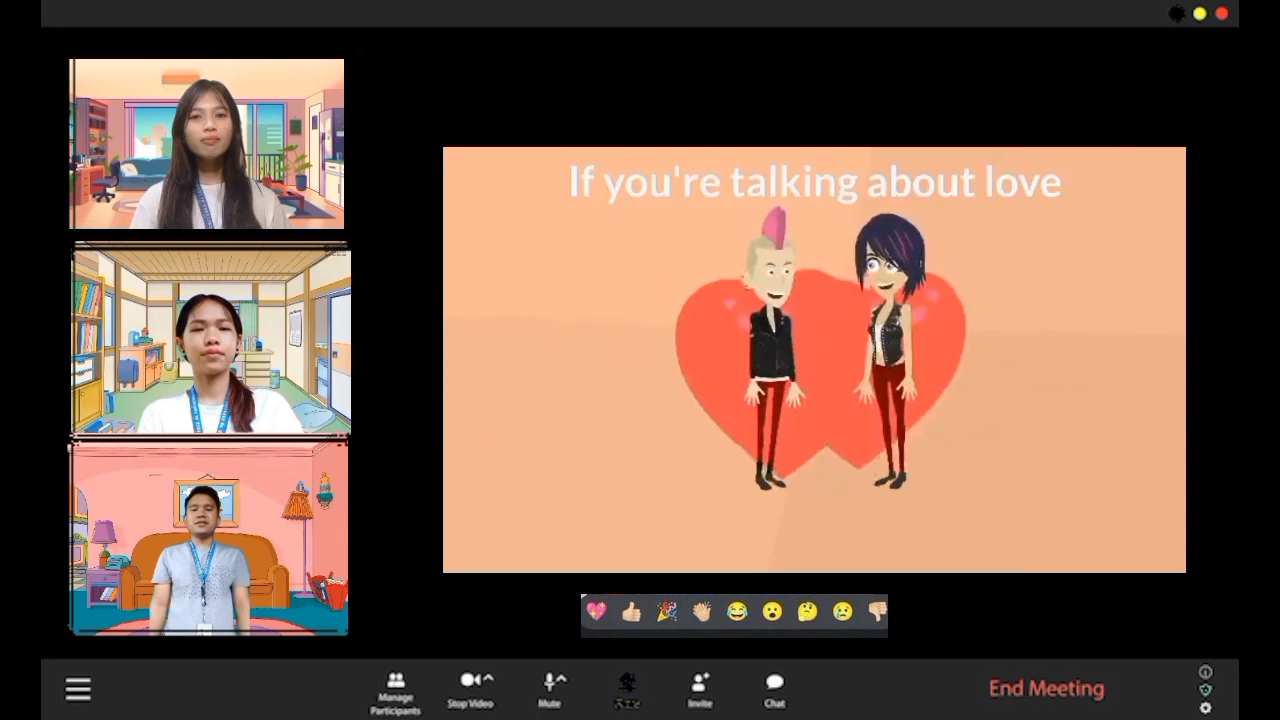 If you're talking about love
Manage
Participants
Stop Video
Mute
Invite
Chat
End Meeting